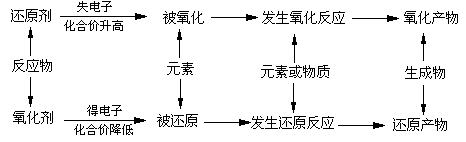 还原剂 失电子 化合价升高 被氧化 发生氧化反应 氧化产物
反应物 元素 元素或物质 生成物
氧化剂 得电子 化合价降低 被还原 发生还原反应 还原产物